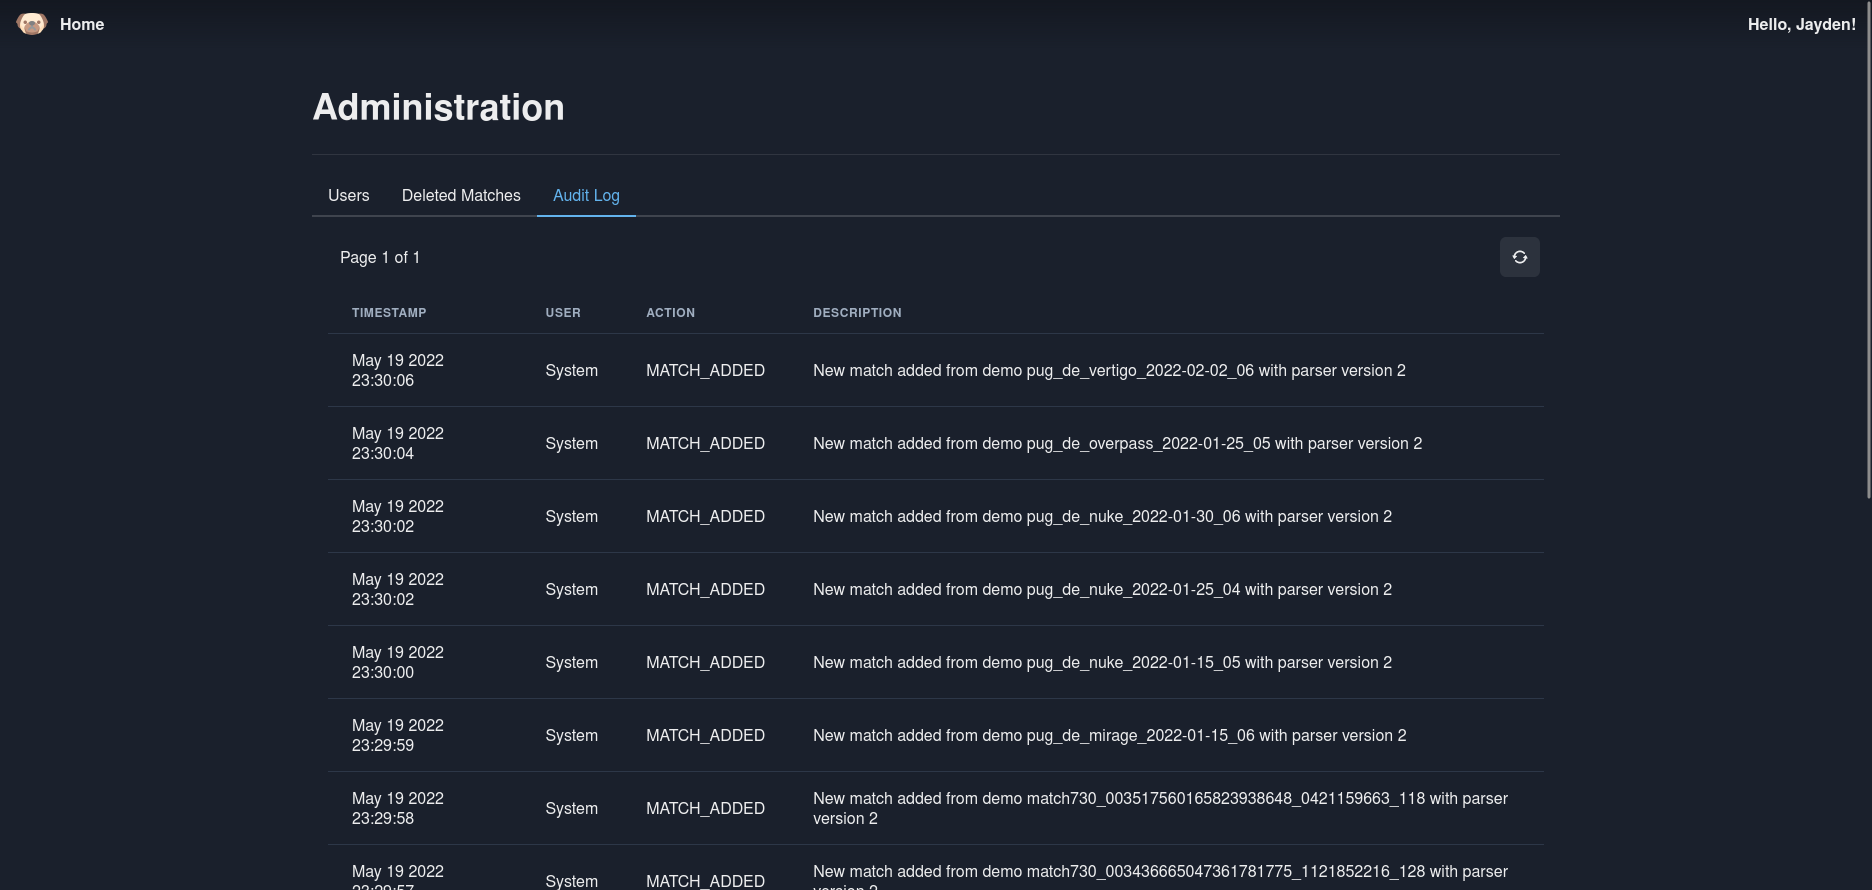 Home
Hello, Jayden!
Administration
Users
Deleted Matches
Audit Log
Page 1 of 1
TIMESTAMP USER ACTION DESCRIPTION
May 19 2022
23:30:06
System
MATCH_ADDED
New match added from demo pug_de_vertigo_2022-02-02_06 with parser version 2
May 19 2022
23:30:04
System
MATCH_ADDED
New match added from demo pug_de_overpass_2022-01-25_05 with parser version 2
May 19 2022
23:30:02
System
MATCH_ADDED
New match added from demo pug_de_nuke_2022-01-30_06 with parser version 2
May 19 2022
23:30:02
System
MATCH_ADDED
New match added from demo pug_de_nuke_2022-01-25_04 with parser version 2
May 19 2022
23:30:00
System
MATCH_ADDED
New match added from demo pug_de_nuke_2022-01-15_05 with parser version 2
May 19 2022
23:29:59
System
MATCH_ADDED
New match added from demo pug_de_mirage_2022-01-15_06 with parser version 2
May 19 2022
23:29:58
System
MATCH_ADDED
New match added from demo match730_003517560165823938648_0421159663_118 with parser
version 2
May 19 2022
23:29:57
System
MATCH_ADDED
New match added from demo match730_003436665047361781775_1121852216_128 with parser
version 2